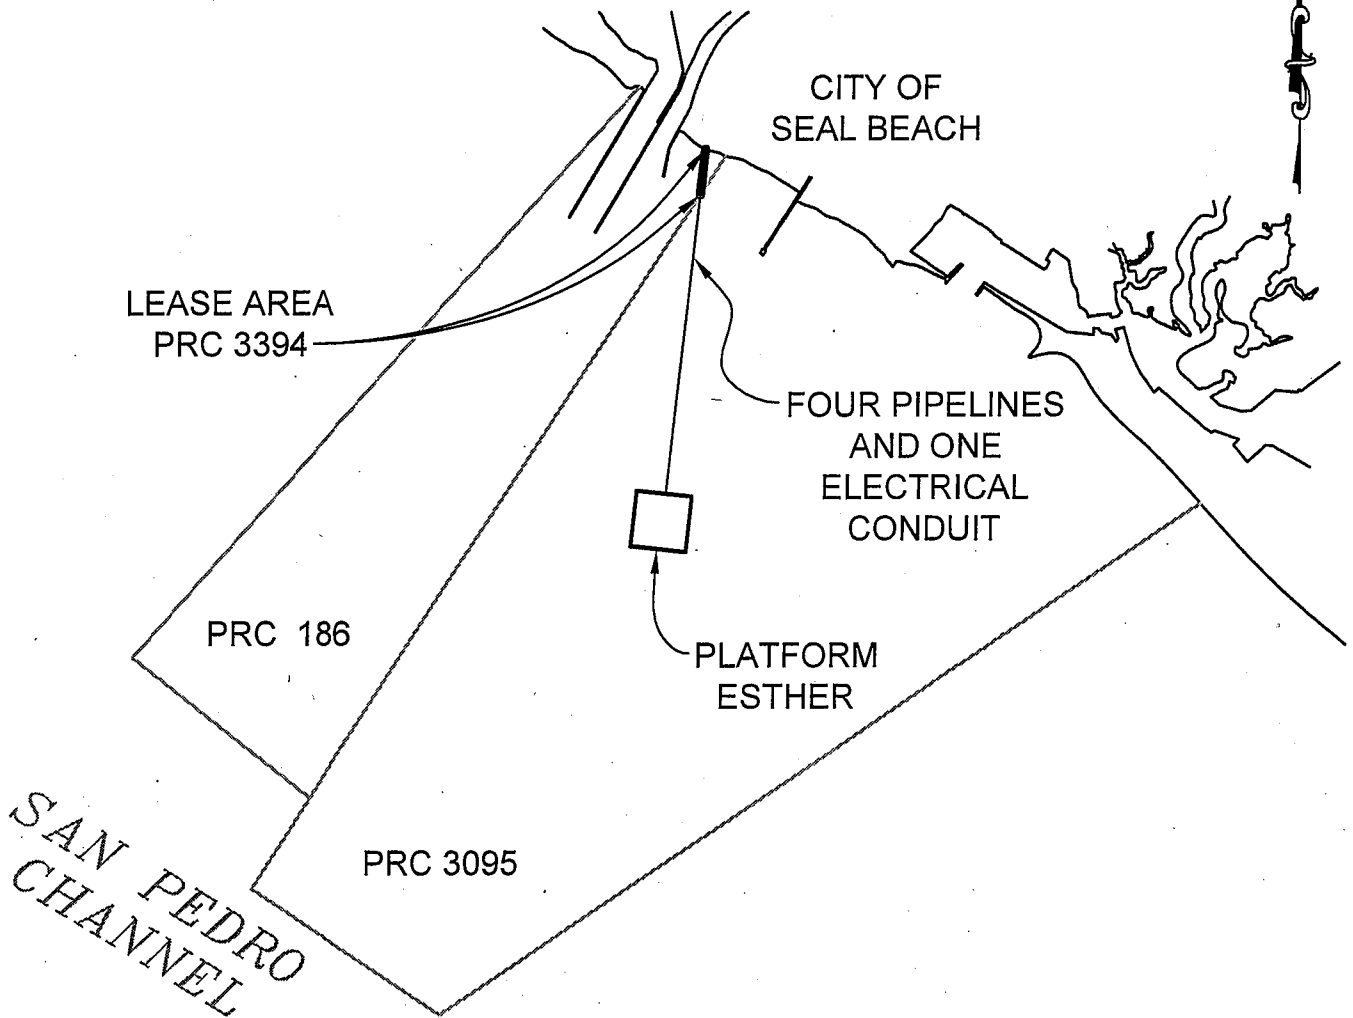 CITY OF
SEAL BEACH
LEASE AREA
PRC 3394
FOUR PIPELINES
AND ONE
ELECTRICAL
CONDUIT
PRC 186
PLATFORM
ESTHER
PRC 3095
SAN PEDRO
CHANNEL